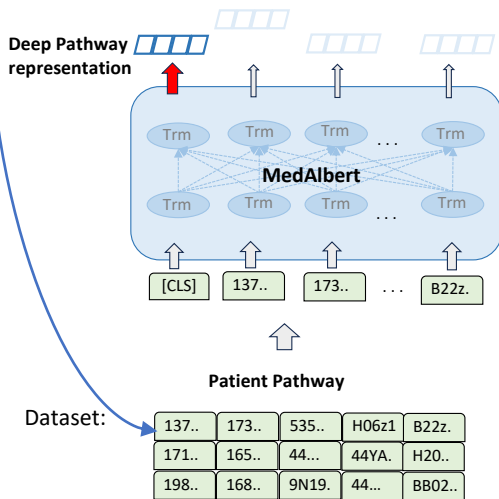 Deep Pathway
representation
Trm Trm Trm ... Trm
MedAlbert
Trm Trm Trm ... Trm
[CLS] 137.. 173.. ... B22z.
Patient Pathway
Dataset:
137.. 173.. 535.. H06z1 B22z.
171.. 165.. 44... 44YA. H20..
198.. 168.. 9N19. 44... BB02..